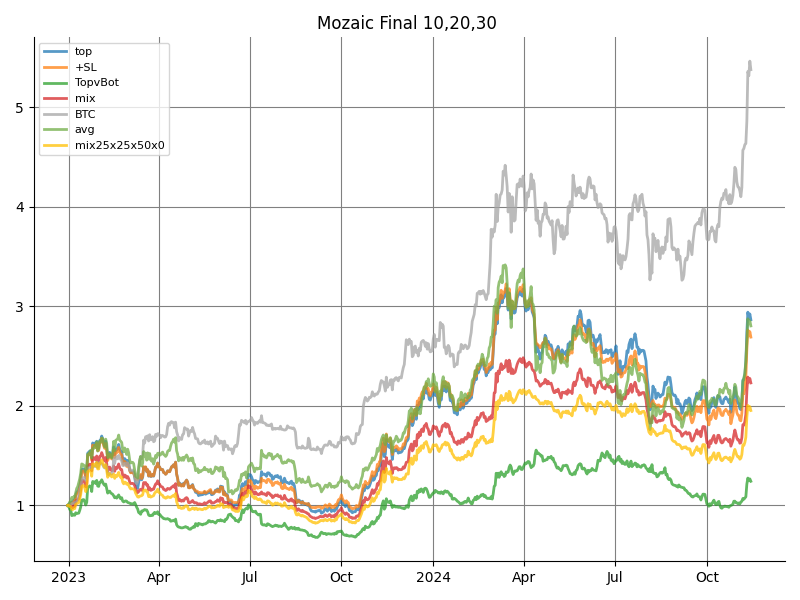 Mozaic Final 10,20,30
top
+SL
TopvBot
mix
BTC
avg
mix25x25x50x0
5
4
3
2
1
2023 Apr Jul Oct 2024 Apr Jul Oct